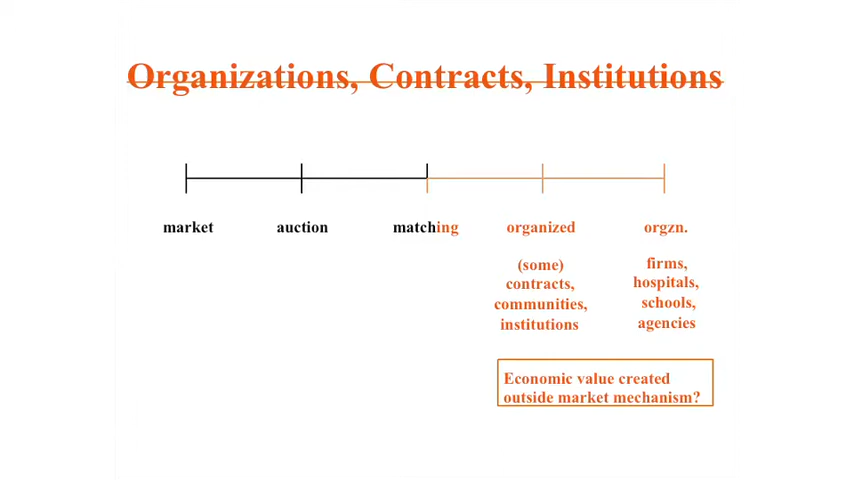 Organizations, Contracts, Institutions
market auction matching organized orgzn.
(some)
contracts,
communities,
institutions
firms,
hospitals,
schools,
agencies
Economic value created
outside market mechanism?